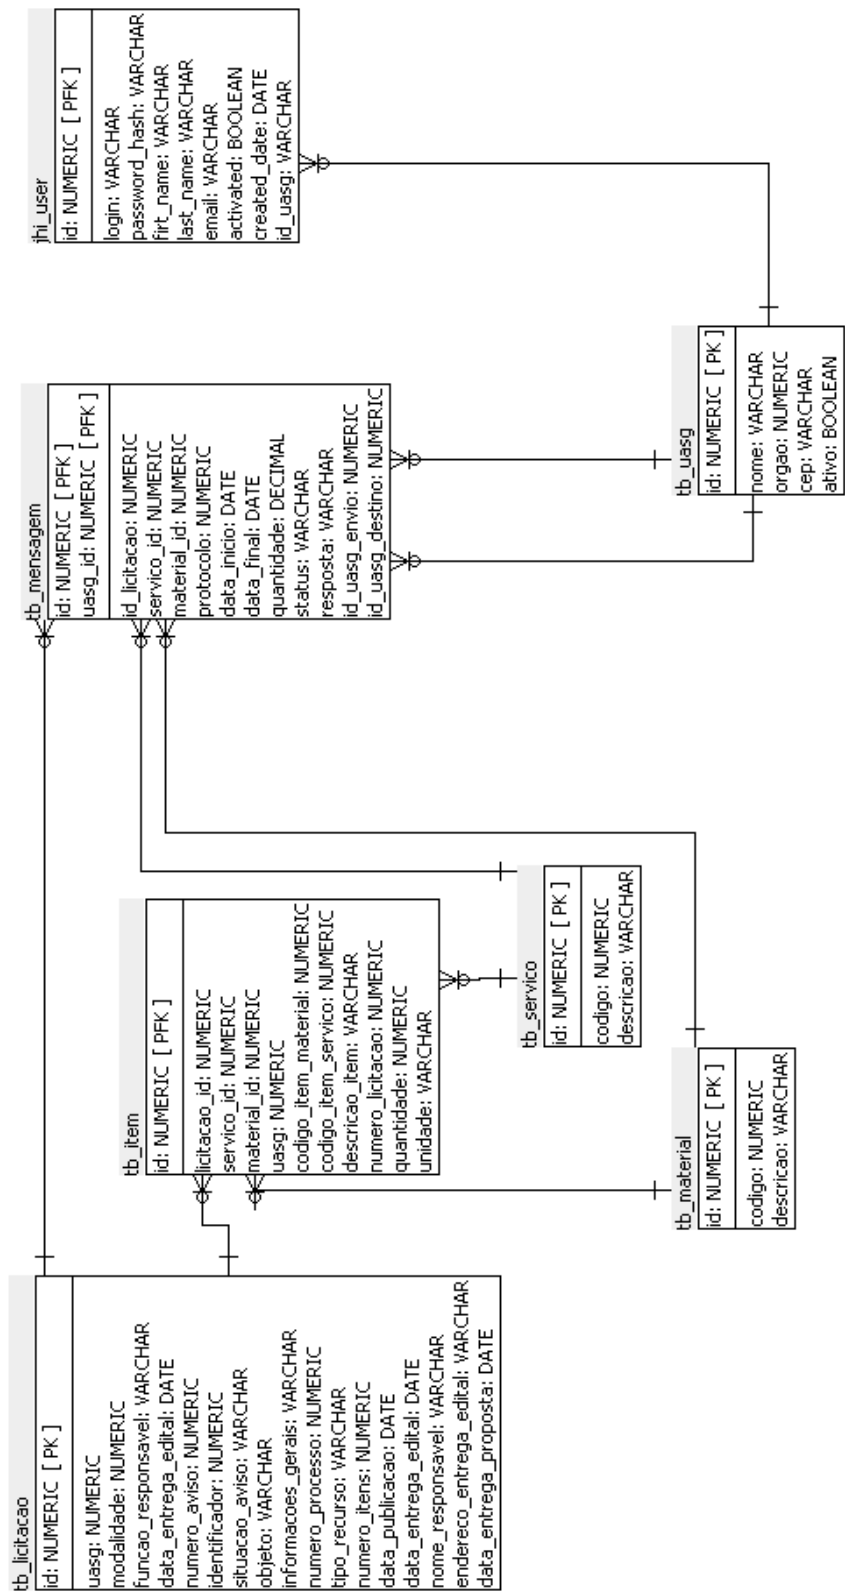 tb_licitacao
id: NUMERIC [ PK ]
uasg: NUMERIC
modalidade: NUMERIC
funcao_responsavel: VARCHAR
data_entrega_edital: DATE
numero_aviso: NUMERIC
identificador: NUMERIC
situacao_aviso: VARCHAR
objeto: VARCHAR
informacoes_gerais: VARCHAR
numero_processo: NUMERIC
tipo_recurso: VARCHAR
numero_itens: NUMERIC
data_publicacao: DATE
data_entrega_edital: DATE
nome_responsavel: VARCHAR
endereco_entrega_edital: VARCHAR
data_entrega_proposta: DATE
tb_item
id: NUMERIC [ PFK ]
licitacao_id: NUMERIC
servico_id: NUMERIC
material_id: NUMERIC
uasg: NUMERIC
codigo_item_material: NUMERIC
codigo_item_servico: NUMERIC
descricao_item: VARCHAR
numero_licitacao: NUMERIC
quantidade: NUMERIC
unidade: VARCHAR
tb_material
id: NUMERIC [ PK ]
codigo: NUMERIC
descricao: VARCHAR
tb_servico
id: NUMERIC [ PK ]
codigo: NUMERIC
descricao: VARCHAR
tb_mensagem
id: NUMERIC [ PFK ]
uasg_id: NUMERIC [ PFK ]
id_licitacao: NUMERIC
servico_id: NUMERIC
material_id: NUMERIC
protocolo: NUMERIC
data_inicio: DATE
data_final: DATE
quantidade: DECIMAL
status: VARCHAR
resposta: VARCHAR
id_uasg_envio: NUMERIC
id_uasg_destino: NUMERIC
tb_uasg
id: NUMERIC [ PK ]
nome: VARCHAR
orgao: NUMERIC
cep: VARCHAR
ativo: BOOLEAN
jhi_user
id: NUMERIC [ PFK ]
login: VARCHAR
password_hash: VARCHAR
firt_name: VARCHAR
last_name: VARCHAR
email: VARCHAR
activated: BOOLEAN
created_date: DATE
id_uasg: VARCHAR